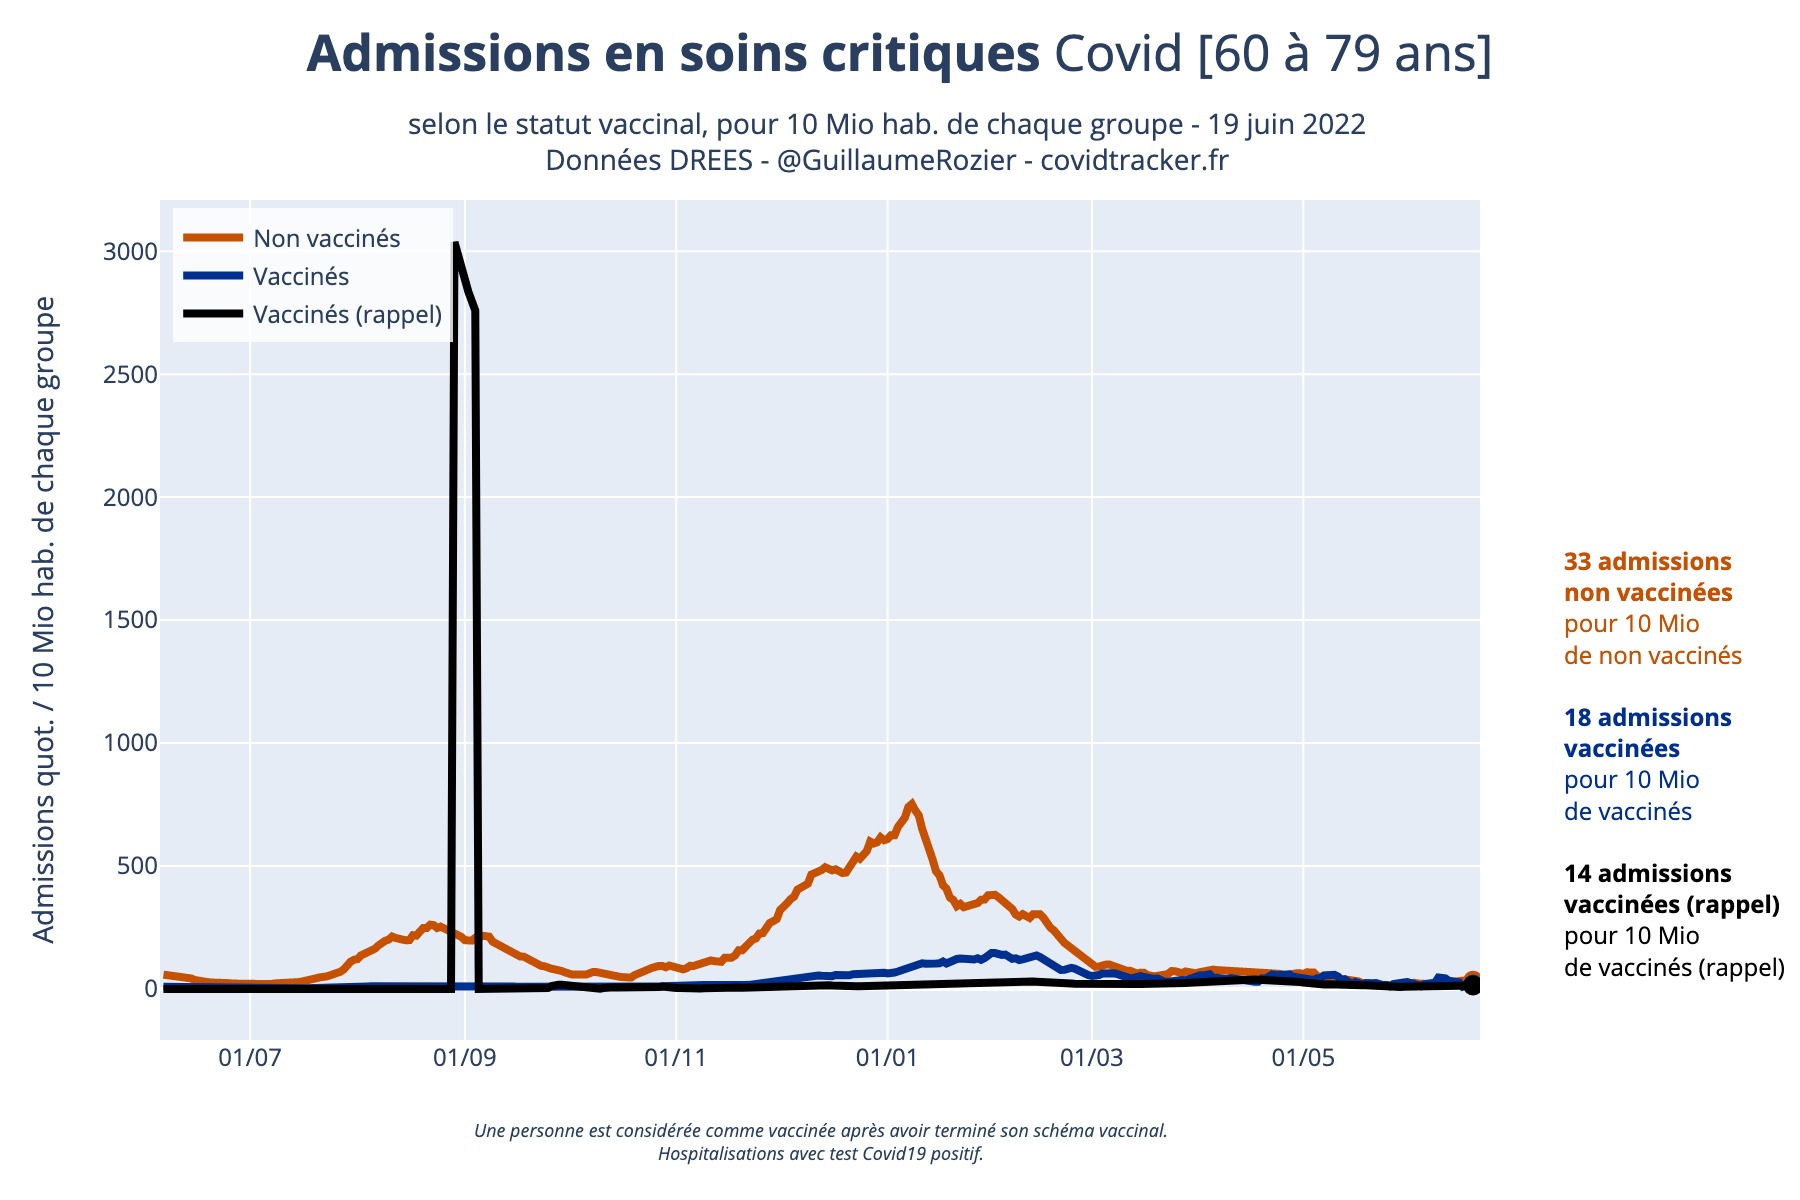 Admissions en soins critiques Covid [60 à 79 ans]
selon le statut vaccinal, pour 10 Mio hab. de chaque groupe - 19 juin 2022
Données DREES - @GuillaumeRozier - covidtracker.fr
Admissions quot. / 10 Mio hab. de chaque groupe
3000
2500
2000
1500
1000
500
0
Non vaccinés
Vaccinés
Vaccinés (rappel)
01/07
01/09
01/11
01/01
01/03
01/05
33 admissions
non vaccinées
pour 10 Mio
de non vaccinés
18 admissions
vaccinées
pour 10 Mio
de vaccinés
14 admissions
vaccinées (rappel)
pour 10 Mio
de vaccinés (rappel)
Une personne est considérée comme vaccinée après avoir terminé son schéma vaccinal.
Hospitalisations avec test Covid19 positif.